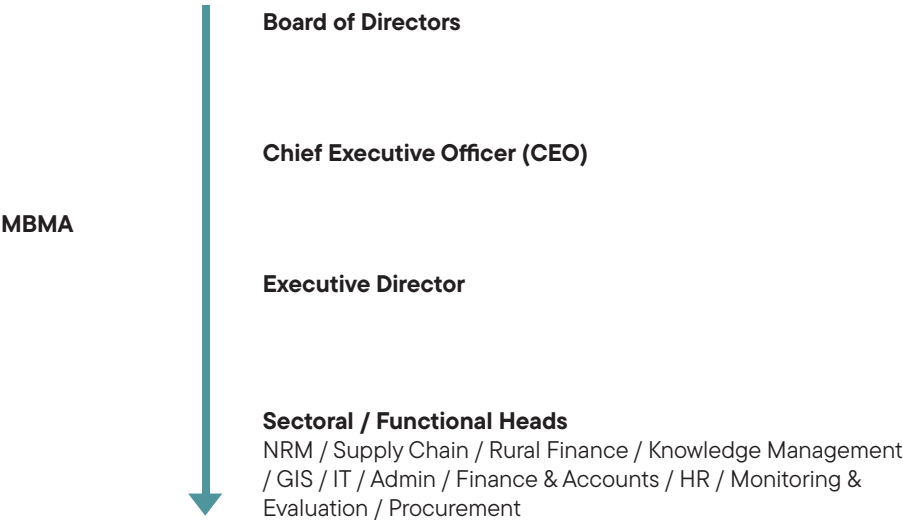 Board of Directors
Chief Executive Officer (CEO)
MBMA
Executive Director
Sectoral / Functional Heads
NRM / Supply Chain / Rural Finance / Knowledge Management
/ GIS / IT / Admin / Finance & Accounts / HR / Monitoring &
Evaluation / Procurement